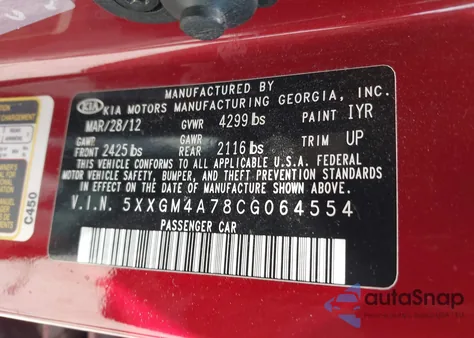 MANUFACTURED BY
KIA KIA MOTORS MANUFACTURING GEORGIA, INC.
MAR/28/12 GVWR 4299 lbs PAINT IYR
GAWR FRONT 2425 lbs GAWR REAR 2116 lbs TRIM UP
THIS VEHICLE CONFORMS TO ALL APPLICABLE U.S.A. FEDERAL
MOTOR VEHICLE SAFETY, BUMPER, AND THEFT PREVENTION STANDARDS
IN EFFECT ON THE DATE OF MANUFACTURE SHOWN ABOVE.
V.I.N. 5XXGM4A78CG064554
PASSENGER CAR
C450
autoSnap